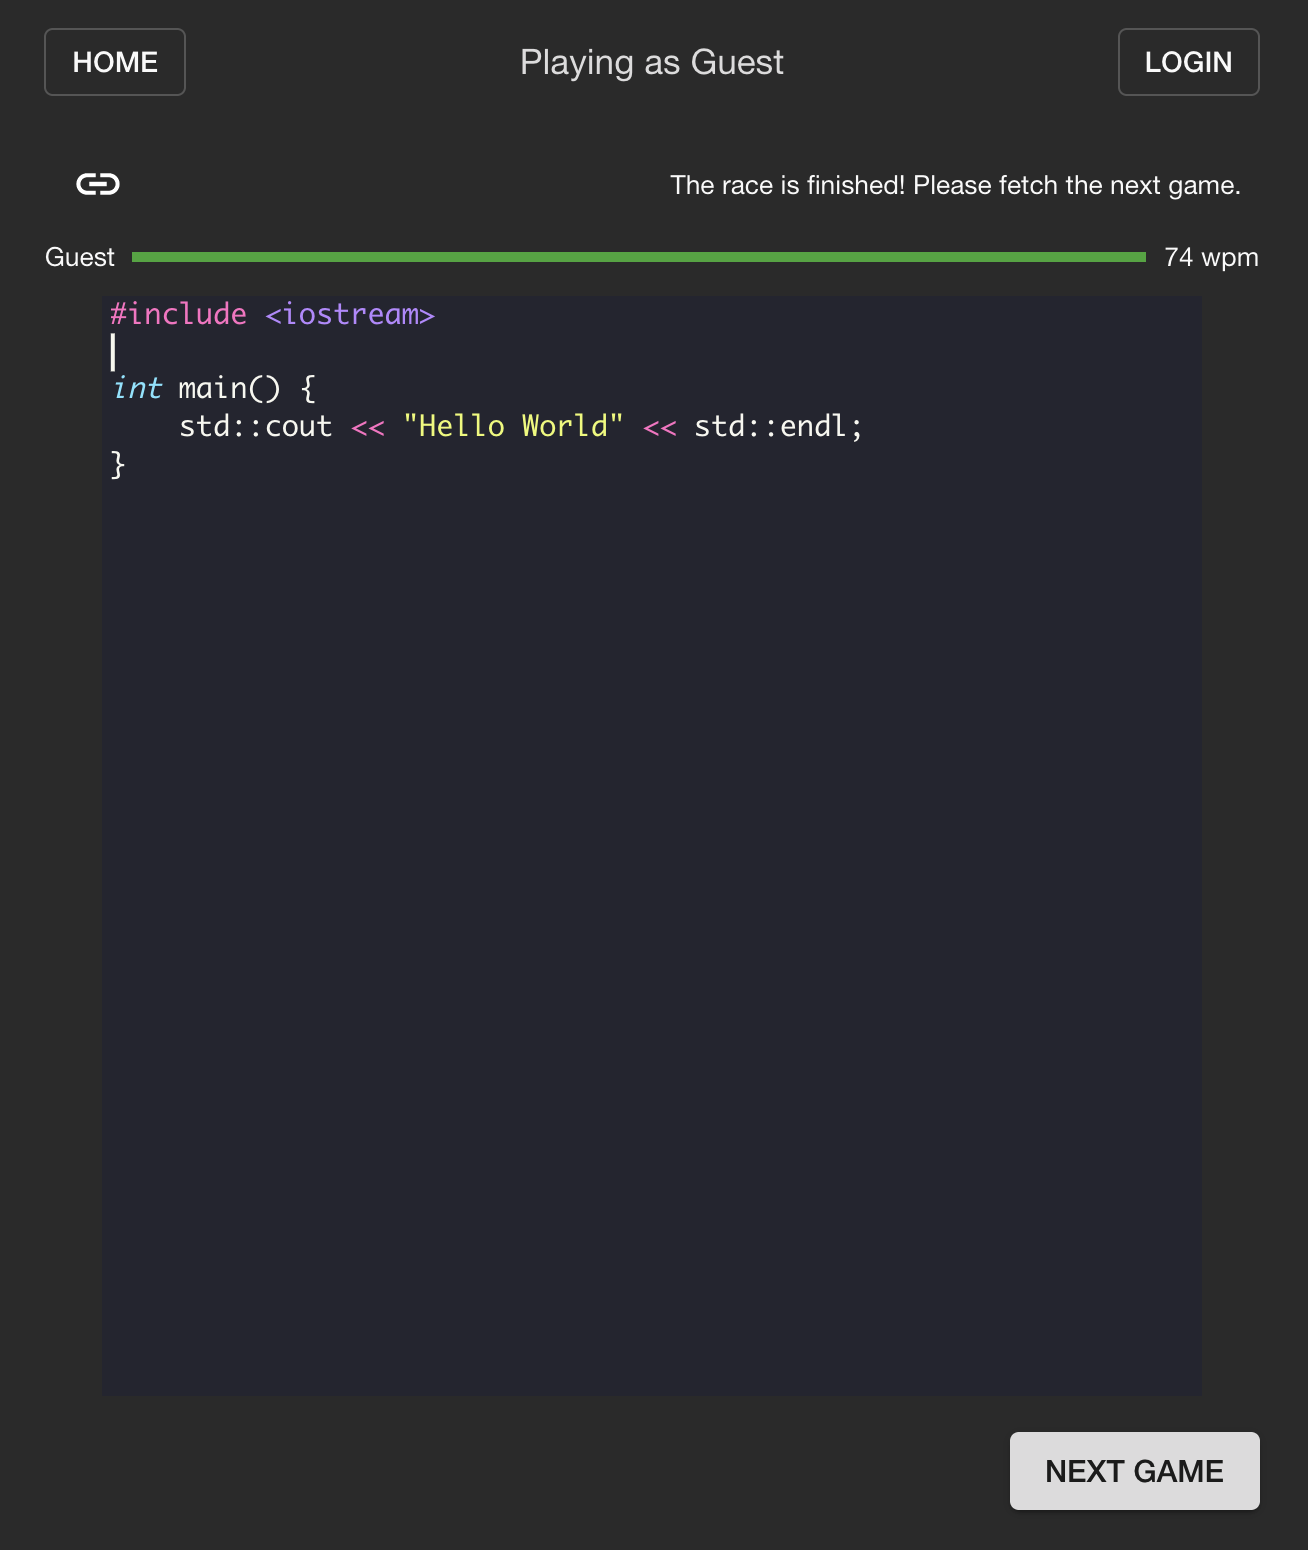 HOME
Playing as Guest
LOGIN
The race is finished! Please fetch the next game.
Guest
74 wpm
#include <iostream>

int main() {
    std::cout << "Hello World" << std::endl;
}
NEXT GAME